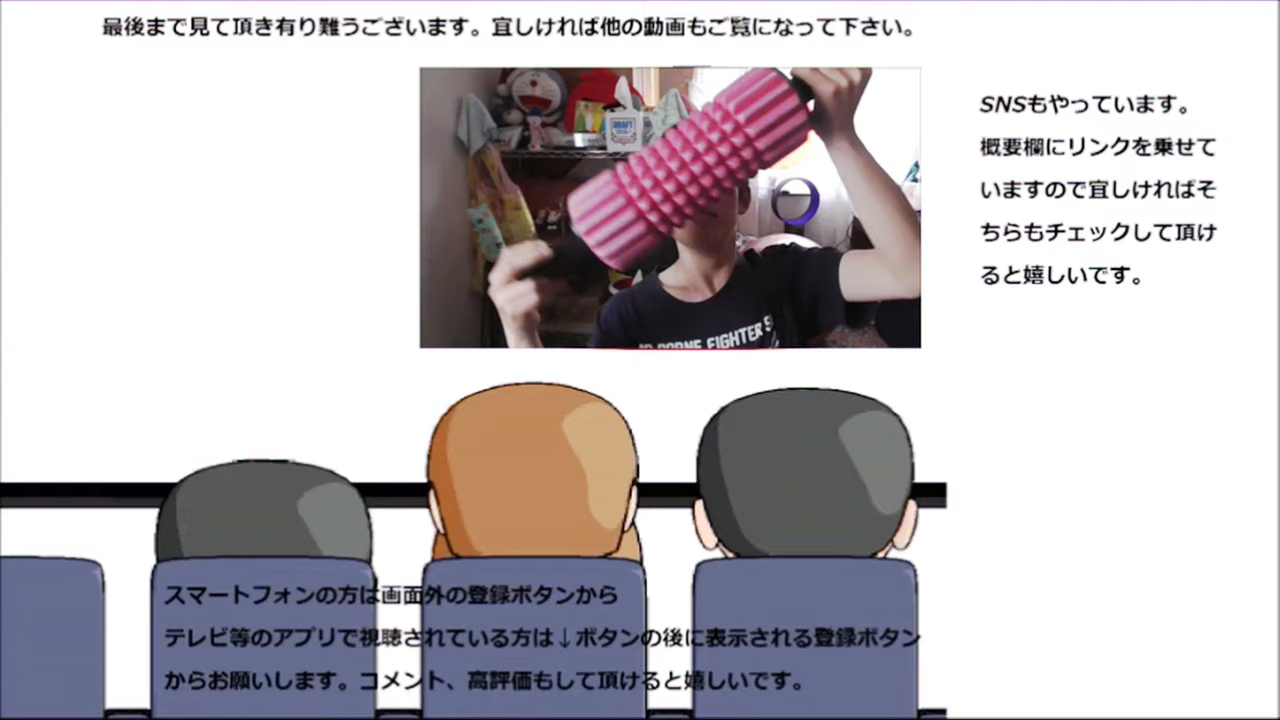 最後まで見て頂き有り難うございます。宜しければ他の動画もご覧になって下さい。
SNSもやっています。
概要欄にリンクを乗せて
いますので宜しければそ
ちらもチェックして頂け
ると嬉しいです。
DRAFT
FIGHTER
スマートフォンの方は画面外の登録ボタンから
テレビ等のアプリで視聴されている方は↓ボタンの後に表示される登録ボタン
からお願いします。コメント、高評価もして頂けると嬉しいです。